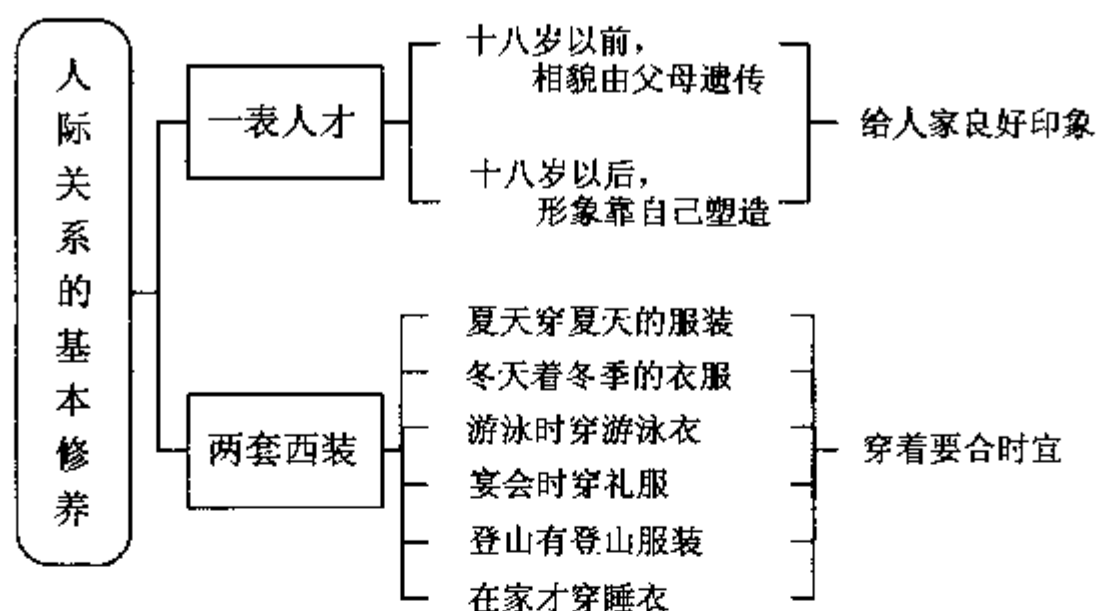 人际关系的基本修养
一表人才
十八岁以前，
相貌由父母遗传
十八岁以后，
形象靠自己塑造
给人家良好印象
两套西装
夏天穿夏天的服装
冬天着冬季的衣服
游泳时穿游泳衣
宴会时穿礼服
登山有登山服装
在家才穿睡衣
穿着要合时宜